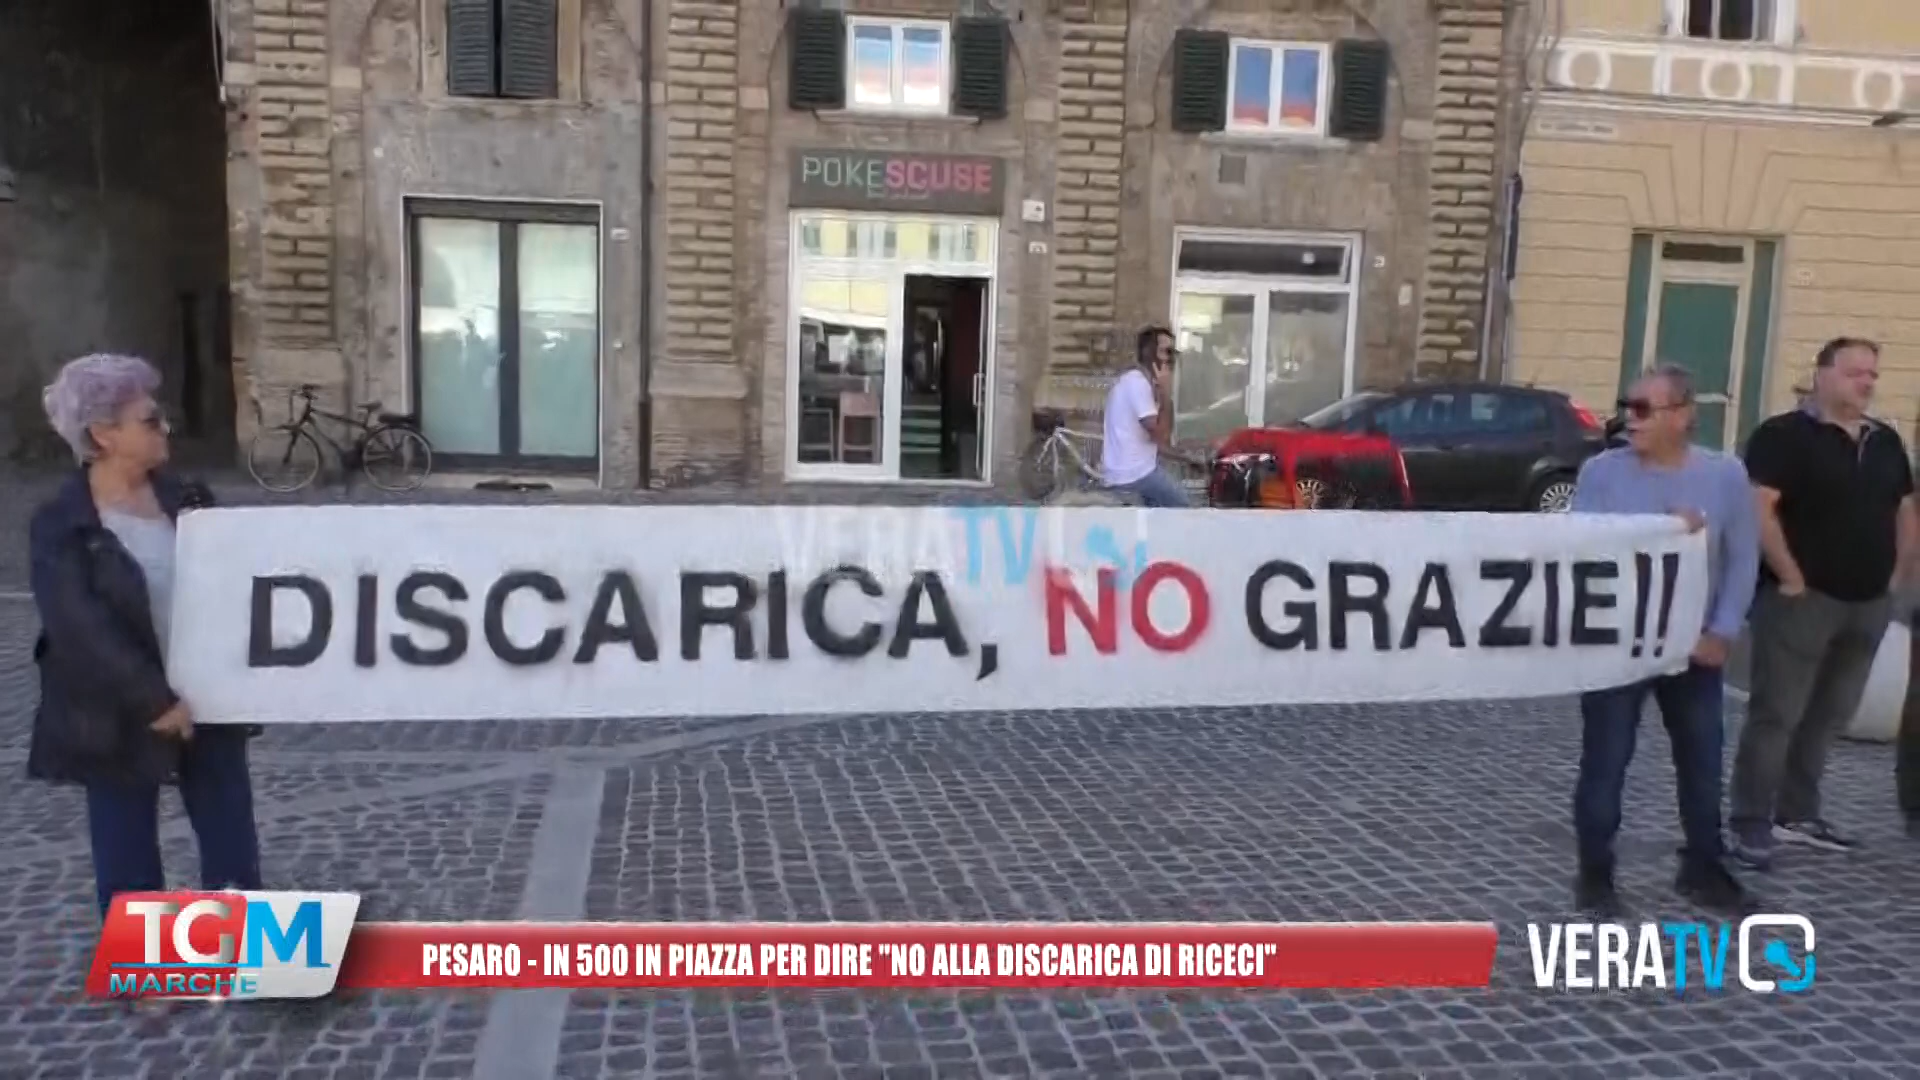 POKESCUSE
VERATV
DISCARICA, NO GRAZIE!!
TGM
MARCHE
PESARO - IN 500 IN PIAZZA PER DIRE "NO ALLA DISCARICA DI RICECI"
VERATV